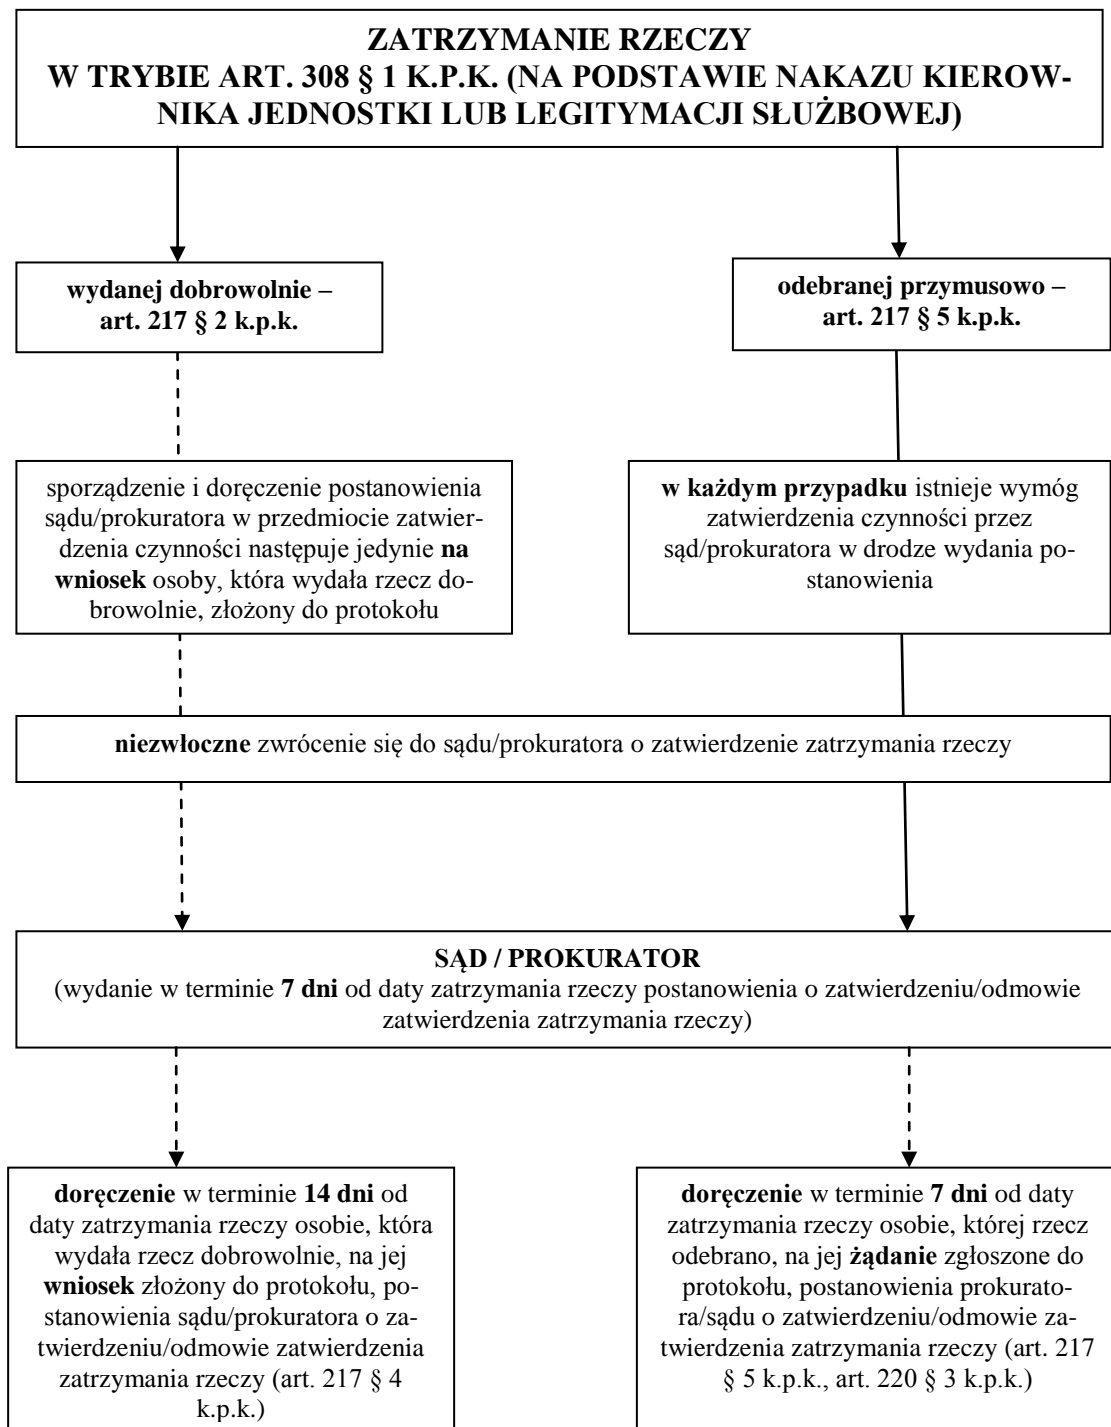 ZATRZYMANIE RZECZY
W TRYBIE ART. 308 § 1 K.P.K. (NA PODSTAWIE NAKAZU KIEROW-
NIKA JEDNOSTKI LUB LEGITYMACJI SŁUŻBOWEJ)
wydanej dobrowolnie –
art. 217 § 2 k.p.k.
odebranej przymusowo –
art. 217 § 5 k.p.k.
sporządzenie i doręczenie postanowienia
sądu/prokuratora w przedmiocie zatwier-
dzenia czynności następuje jedynie na
wniosek osoby, która wydała rzecz do-
browolnie, złożony do protokołu
w każdym przypadku istnieje wymóg
zatwierdzenia czynności przez
sąd/prokuratora w drodze wydania po-
stanowienia
niezwłoczne zwrócenie się do sądu/prokuratora o zatwierdzenie zatrzymania rzeczy
SĄD / PROKURATOR
(wydanie w terminie 7 dni od daty zatrzymania rzeczy postanowienia o zatwierdzeniu/odmowie
zatwierdzenia zatrzymania rzeczy)
doręczenie w terminie 14 dni od
daty zatrzymania rzeczy osobie, która
wydała rzecz dobrowolnie, na jej
wniosek złożony do protokołu, po-
stanowienia sądu/prokuratora o za-
twierdzeniu/odmowie zatwierdzenia
zatrzymania rzeczy (art. 217 § 4
k.p.k.)
doręczenie w terminie 7 dni od daty
zatrzymania rzeczy osobie, której rzecz
odebrano, na jej żądanie zgłoszone do
protokołu, postanowienia prokurato-
ra/sądu o zatwierdzeniu/odmowie za-
twierdzenia zatrzymania rzeczy (art. 217
§ 5 k.p.k., art. 220 § 3 k.p.k.)